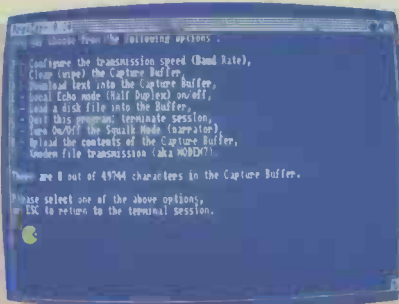 choose from the following options :
- Configure the transmission speed (Baud Rate),
- Clear (wipe) the Capture Buffer,
- Download text into the Capture Buffer,
- Local Echo mode (Half Duplex) on/off,
- Load a disk file into the Buffer,
- Quit this program; terminate session,
- Turn On/Off the Squalk Mode (narrator),
- Upload the contents of the Capture Buffer,
- Xmodem file transmission (aka MODEM7).
There are 0 out of 49744 characters in the Capture Buffer.
Please select one of the above options,
or ESC to return to the terminal session.